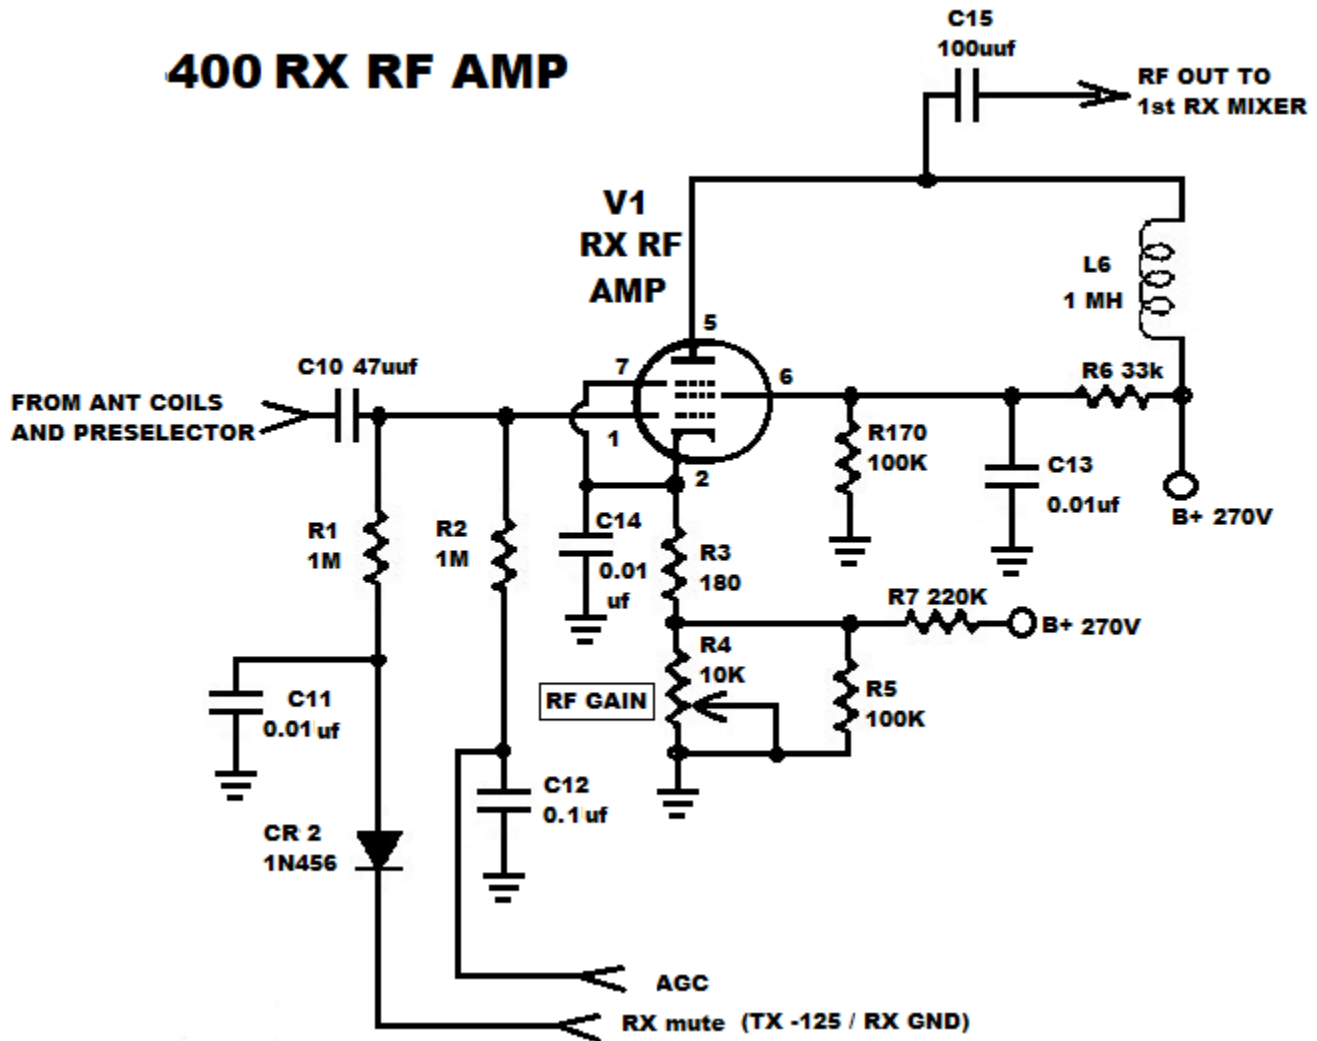 400 RX RF AMP
C15
100uuf
RF OUT TO
1st RX MIXER
V1
RX RF
AMP
L6
1 MH
5
7
6
1
2
C10 47uuf
R6 33k
FROM ANT COILS
AND PRESELECTOR
R170
100K
C13
0.01uf
B+ 270V
R1
1M
R2
1M
C14
0.01
uf
R3
180
R7 220K
B+ 270V
R4
10K
RF GAIN
R5
100K
C11
0.01uf
C12
0.1uf
CR 2
1N456
AGC
RX mute (TX -125 / RX GND)